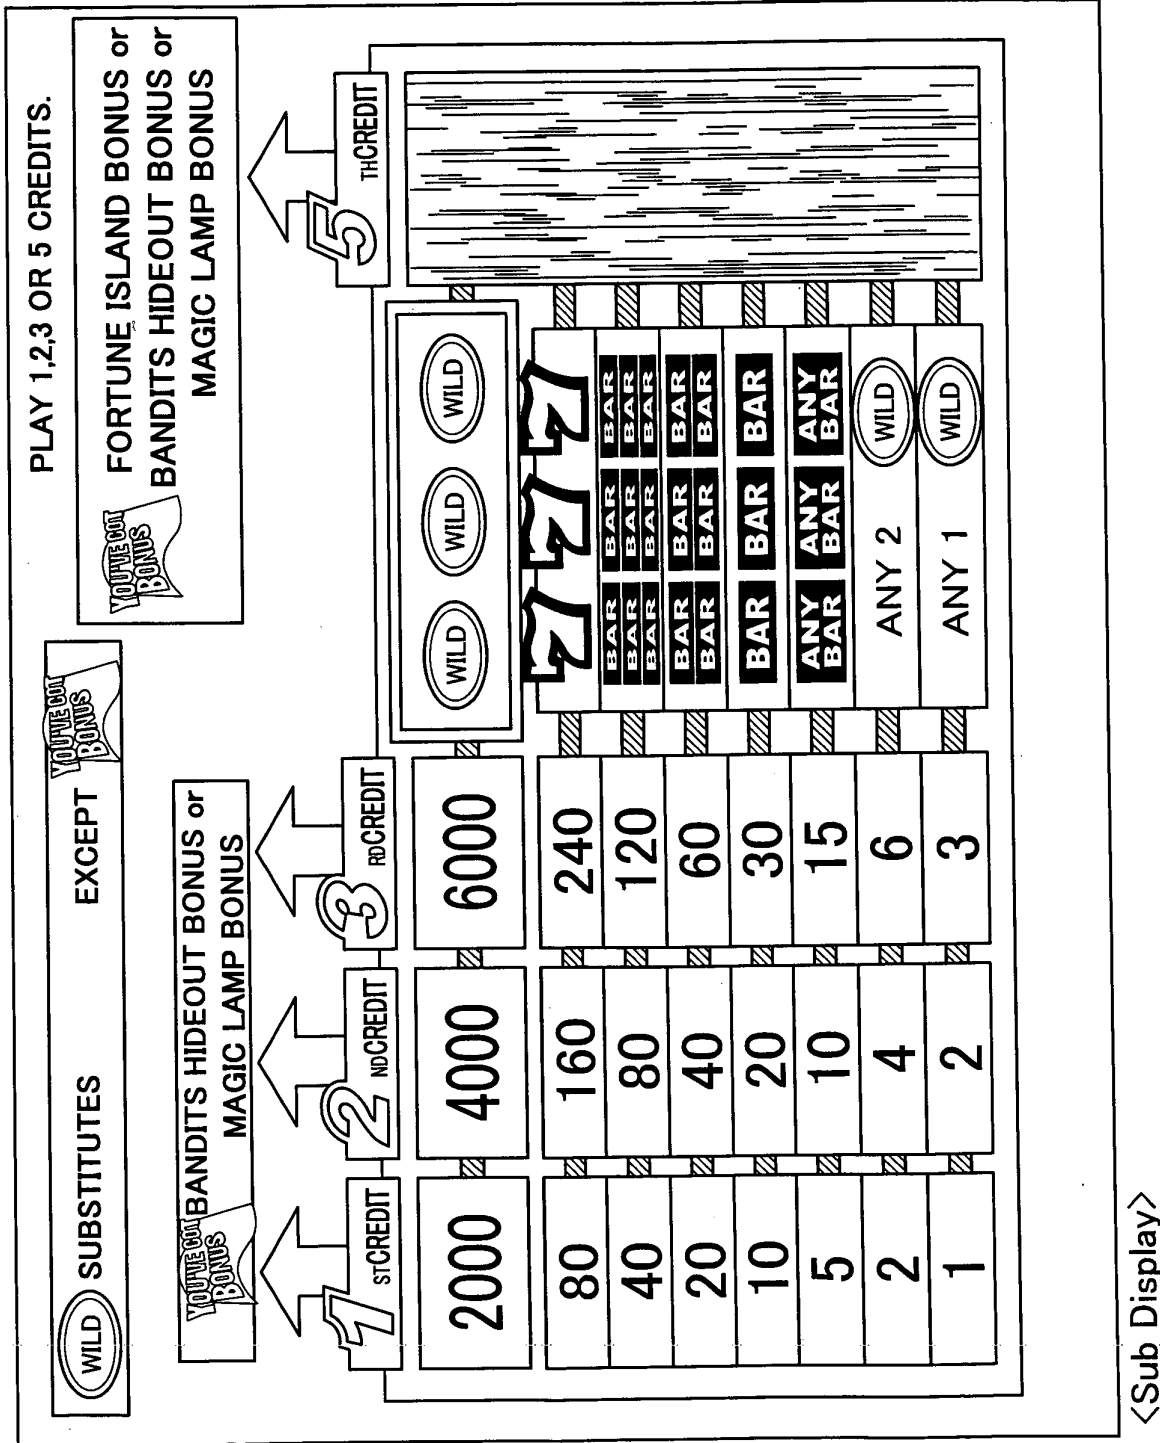 PLAY 1,2,3 OR 5 CREDITS.
WILD SUBSTITUTES EXCEPT YOU'VE GOT BONUS
YOU'VE GOT BONUS
FORTUNE ISLAND BONUS or
BANDITS HIDEOUT BONUS or
MAGIC LAMP BONUS
YOU'VE GOT BONUS
BANDITS HIDEOUT BONUS or
MAGIC LAMP BONUS
1 ST CREDIT 2 ND CREDIT 3 RD CREDIT 5 TH CREDIT
2000 4000 6000 WILD WILD WILD
80 160 240 7 7 7
40 80 120 BAR BAR BAR
BAR BAR BAR
BAR BAR BAR
20 40 60 BAR BAR BAR
BAR BAR BAR
10 20 30 BAR BAR BAR
5 10 15 ANY BAR ANY BAR ANY BAR
2 4 6 ANY 2 WILD
1 2 3 ANY 1 WILD
<Sub Display>